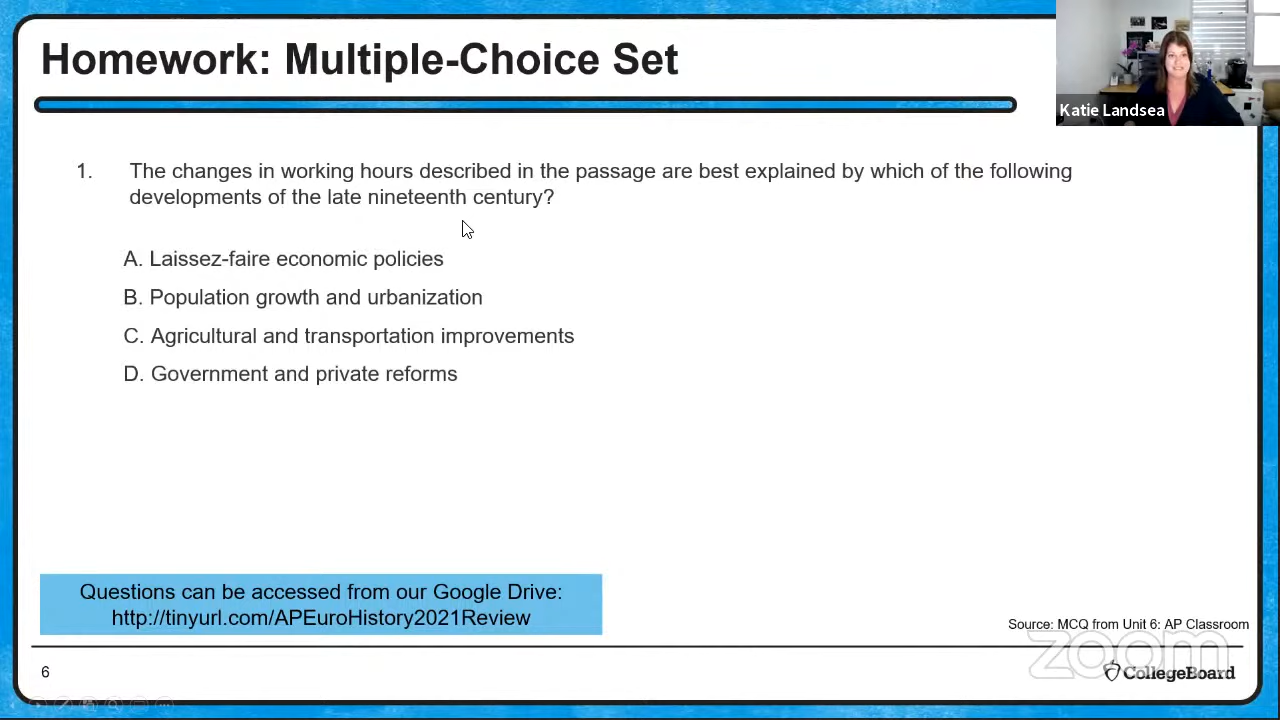 Homework: Multiple-Choice Set
Katie Landsea
1. The changes in working hours described in the passage are best explained by which of the following
developments of the late nineteenth century?
A. Laissez-faire economic policies
B. Population growth and urbanization
C. Agricultural and transportation improvements
D. Government and private reforms
Questions can be accessed from our Google Drive:
http://tinyurl.com/APEuroHistory2021Review
Source: MCQ from Unit 6: AP Classroom
zoom
6
CollegeBoard